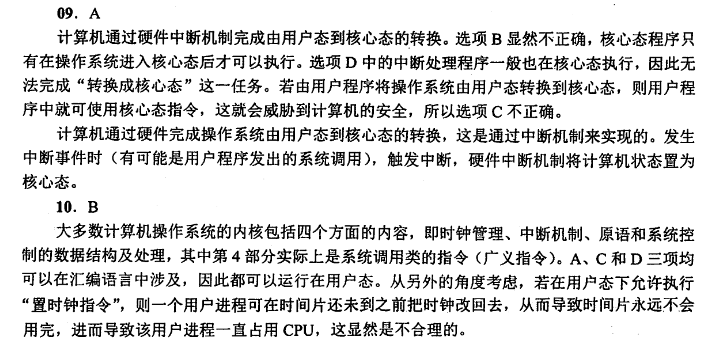 09. A
计算机通过硬件中断机制完成由用户态到核心态的转换。选项 B 显然不正确，核心态程序只
有在操作系统进入核心态后才可以执行。选项 D 中的中断处理程序一般也在核心态执行，因此无
法完成“转换成核心态”这一任务。若由用户程序将操作系统由用户态转换到核心态，则用户程
序中就可使用核心态指令，这就会威胁到计算机的安全，所以选项 C 不正确。
计算机通过硬件完成操作系统由用户态到核心态的转换，这是通过中断机制来实现的。发生
中断事件时（有可能是用户程序发出的系统调用），触发中断，硬件中断机制将计算机状态置为
核心态。
10. B
大多数计算机操作系统的内核包括四个方面的内容，即时钟管理、中断机制、原语和系统控
制的数据结构及处理，其中第 4 部分实际上是系统调用类的指令（广义指令）。A、C 和 D 三项均
可以在汇编语言中涉及，因此都可以运行在用户态。从另外的角度考虑，若在用户态下允许执行
“置时钟指令”，则一个用户进程可在时间片还未到之前把时钟改回去，从而导致时间片永远不会
用完，进而导致该用户进程一直占用 CPU，这显然是不合理的。